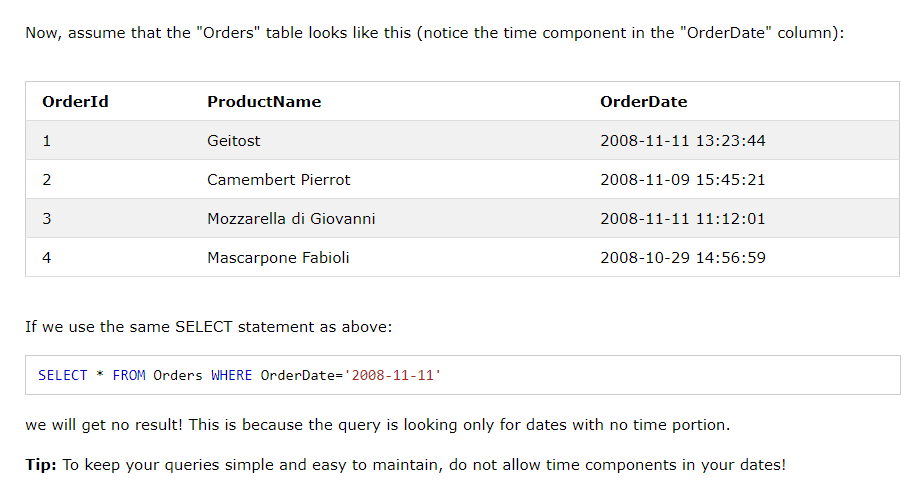 Now, assume that the "Orders" table looks like this (notice the time component in the "OrderDate" column):
OrderId ProductName OrderDate
1 Geitost 2008-11-11 13:23:44
2 Camembert Pierrot 2008-11-09 15:45:21
3 Mozzarella di Giovanni 2008-11-11 11:12:01
4 Mascarpone Fabioli 2008-10-29 14:56:59
If we use the same SELECT statement as above:
SELECT * FROM Orders WHERE OrderDate='2008-11-11'
we will get no result! This is because the query is looking only for dates with no time portion.
Tip: To keep your queries simple and easy to maintain, do not allow time components in your dates!